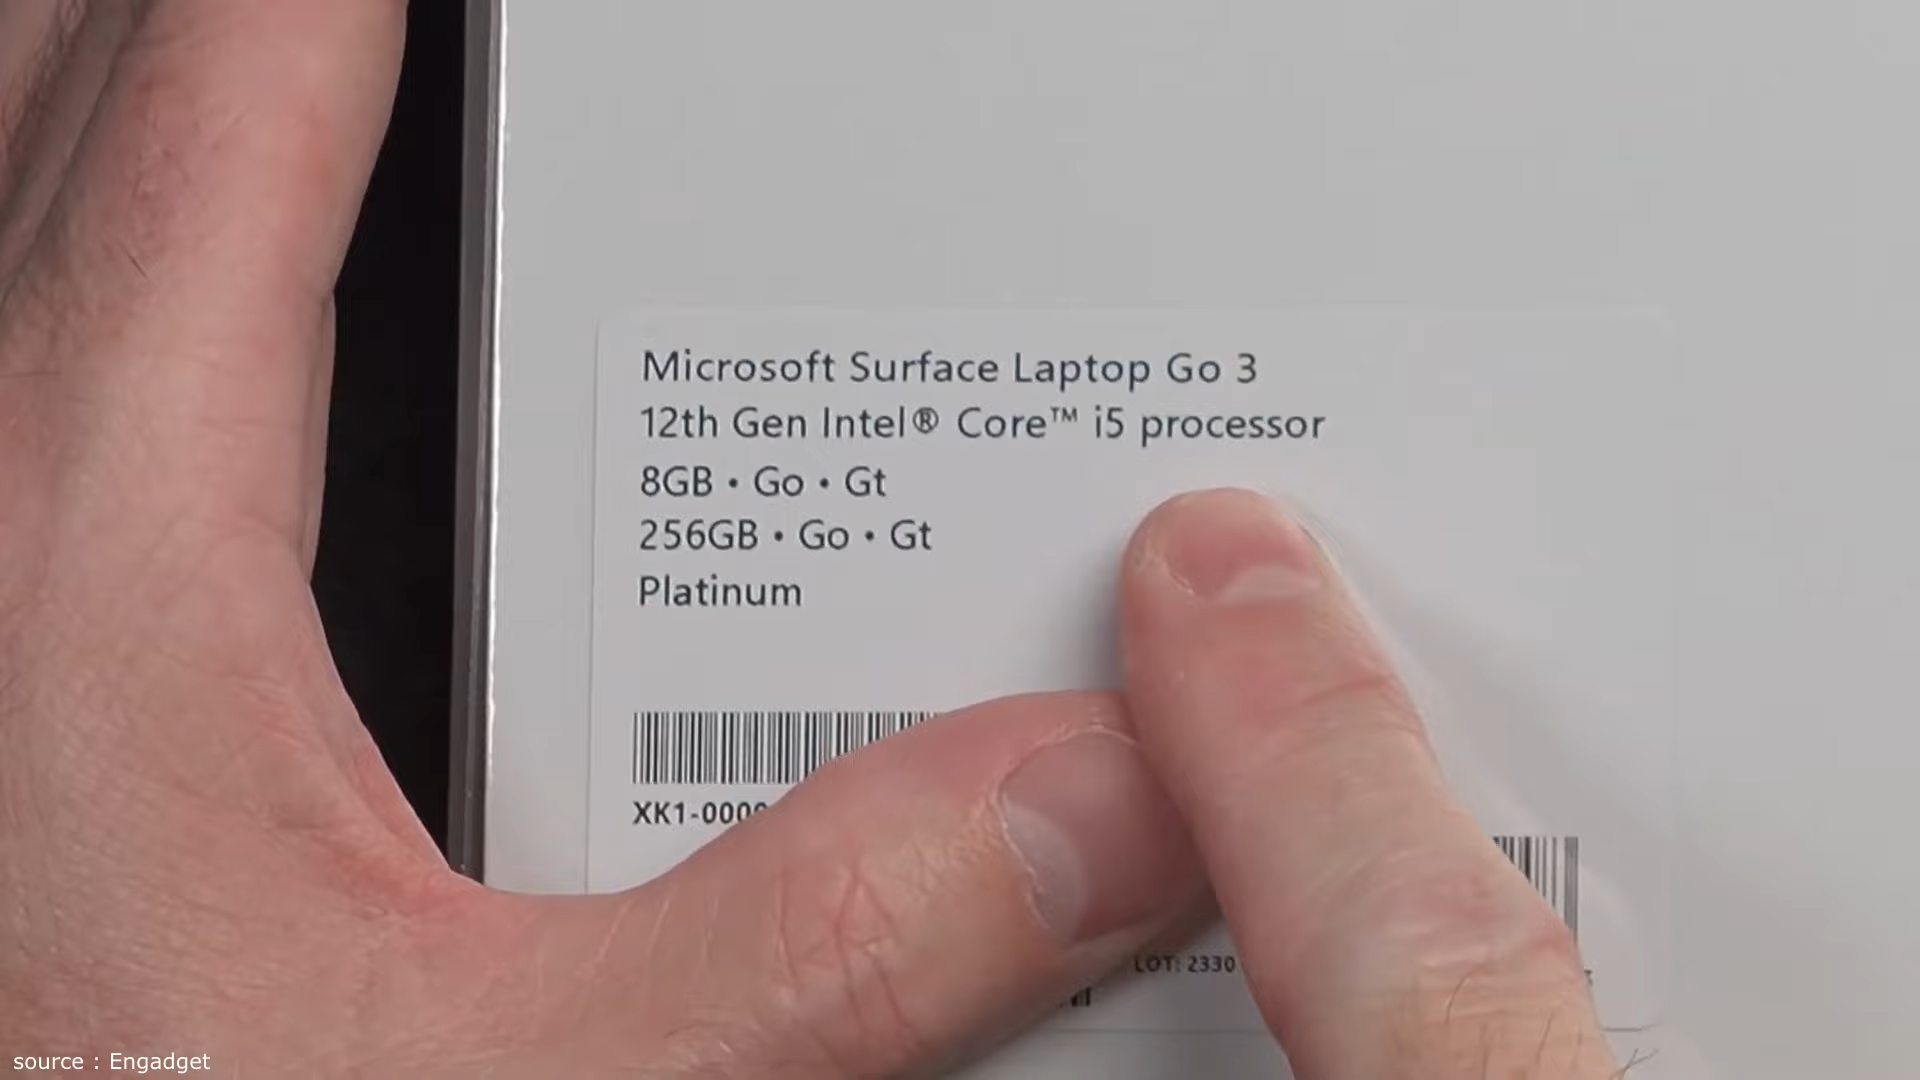 Microsoft Surface Laptop Go 3
12th Gen Intel® Core™ i5 processor
8GB • Go • Gt
256GB • Go • Gt
Platinum
XK1-000
LOT: 2330
source : Engadget